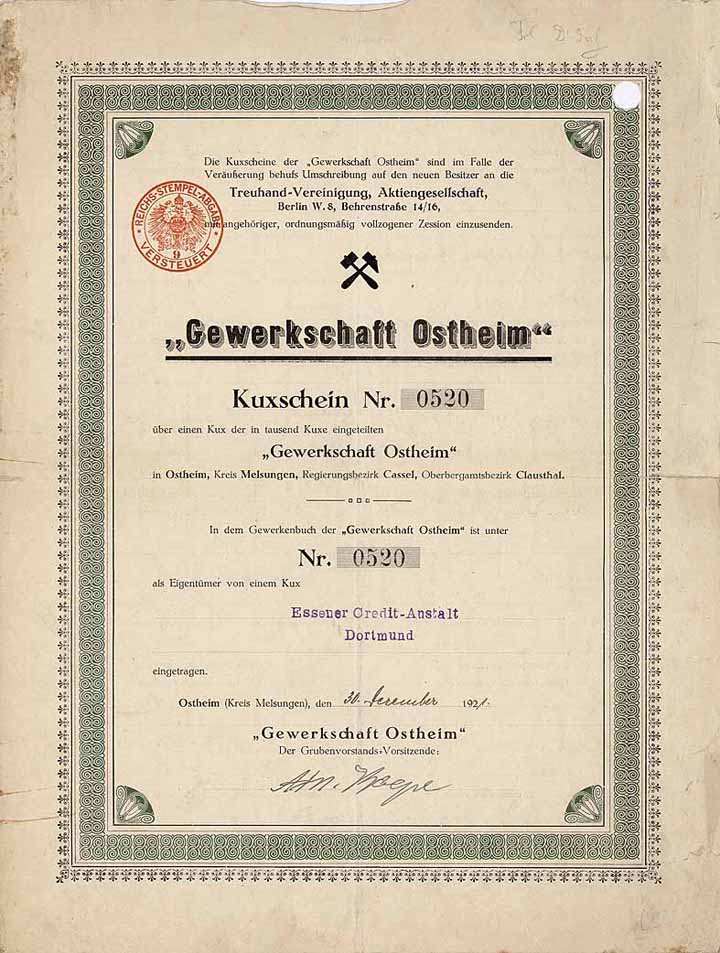 Die Kuxscheine der „Gewerkschaft Ostheim“ sind im Falle der
Veräußerung behufs Umschreibung auf den neuen Besitzer an die
Treuhand-Vereinigung, Aktiengesellschaft,
Berlin W. 8, Behrenstraße 14/16,
mit angehöriger, ordnungsmäßig vollzogener Zession einzusenden.
REICHS-STEMPEL-ABGABE
9
VERSTEUERT
„Gewerkschaft Ostheim“
Kuxschein Nr. 0520
über einen Kux der in tausend Kuxe eingeteilten
„Gewerkschaft Ostheim“
in Ostheim, Kreis Melsungen, Regierungsbezirk Cassel, Oberbergamtsbezirk Clausthal.
In dem Gewerkenbuch der „Gewerkschaft Ostheim“ ist unter
Nr. 0520
als Eigentümer von einem Kux
Essener Credit-Anstalt
Dortmund
eingetragen.
Ostheim (Kreis Melsungen), den 30. Dezember 1921.
„Gewerkschaft Ostheim“
Der Grubenvorstands-Vorsitzende: